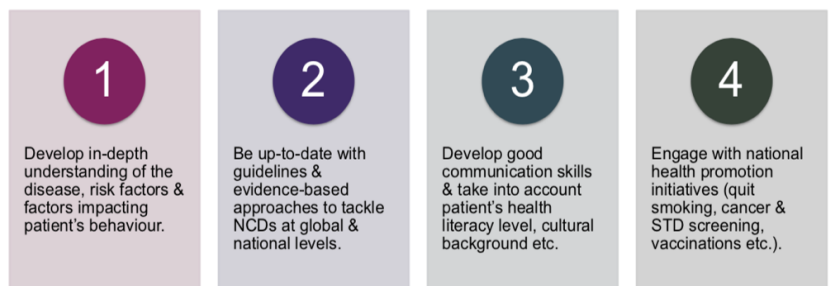 1
Develop in-depth
understanding of the
disease, risk factors &
factors impacting
patient's behaviour.
2
Be up-to-date with
guidelines &
evidence-based
approaches to tackle
NCDs at global &
national levels.
3
Develop good
communication skills
& take into account
patient's health
literacy level, cultural
background etc.
4
Engage with national
health promotion
initiatives (quit
smoking, cancer &
STD screening,
vaccinations etc.).